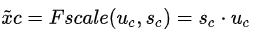 x̃c = Fscale(u_c, s_c) = s_c · u_c